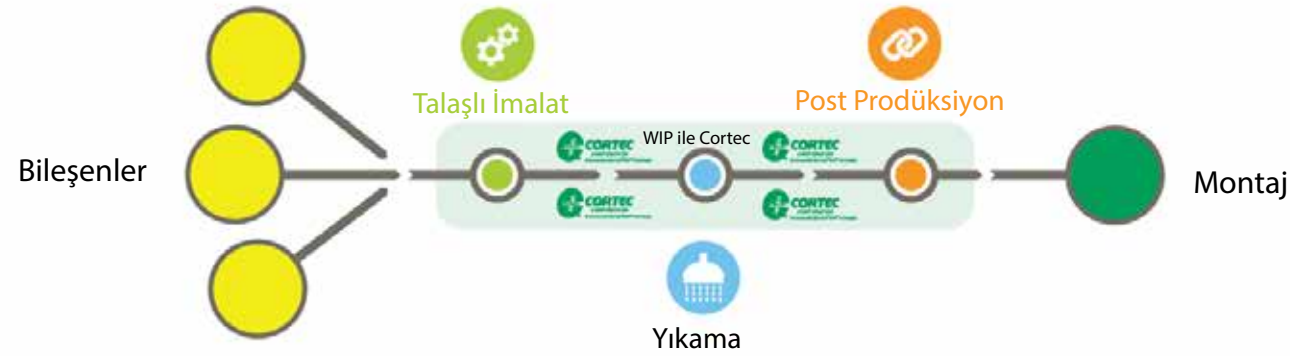 Talaşlı İmalat
Post Prodüksiyon
CORTEC
WIP ile Cortec
CORTEC
Bileşenler
Montaj
CORTEC
CORTEC
Yıkama